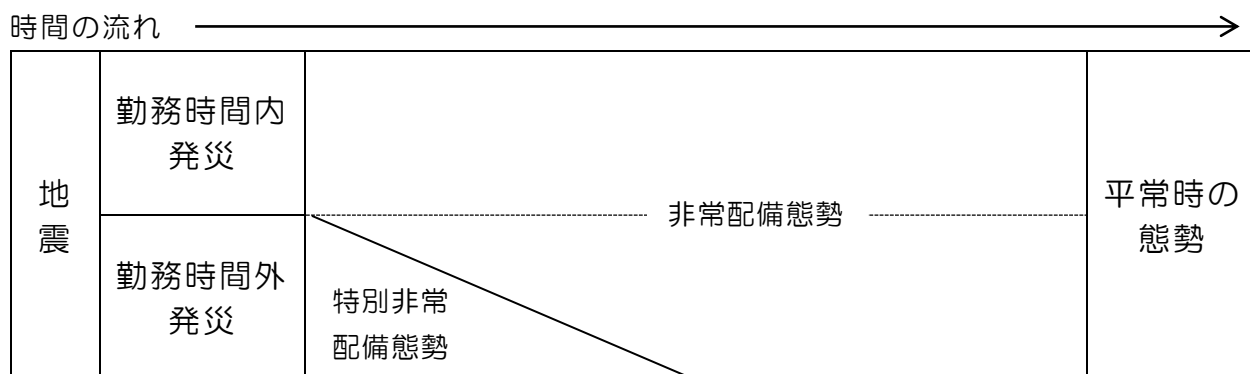 時間の流れ
地
震
勤務時間内
発災
勤務時間外
発災
特別非常
配備態勢
非常配備態勢
平常時の
態勢